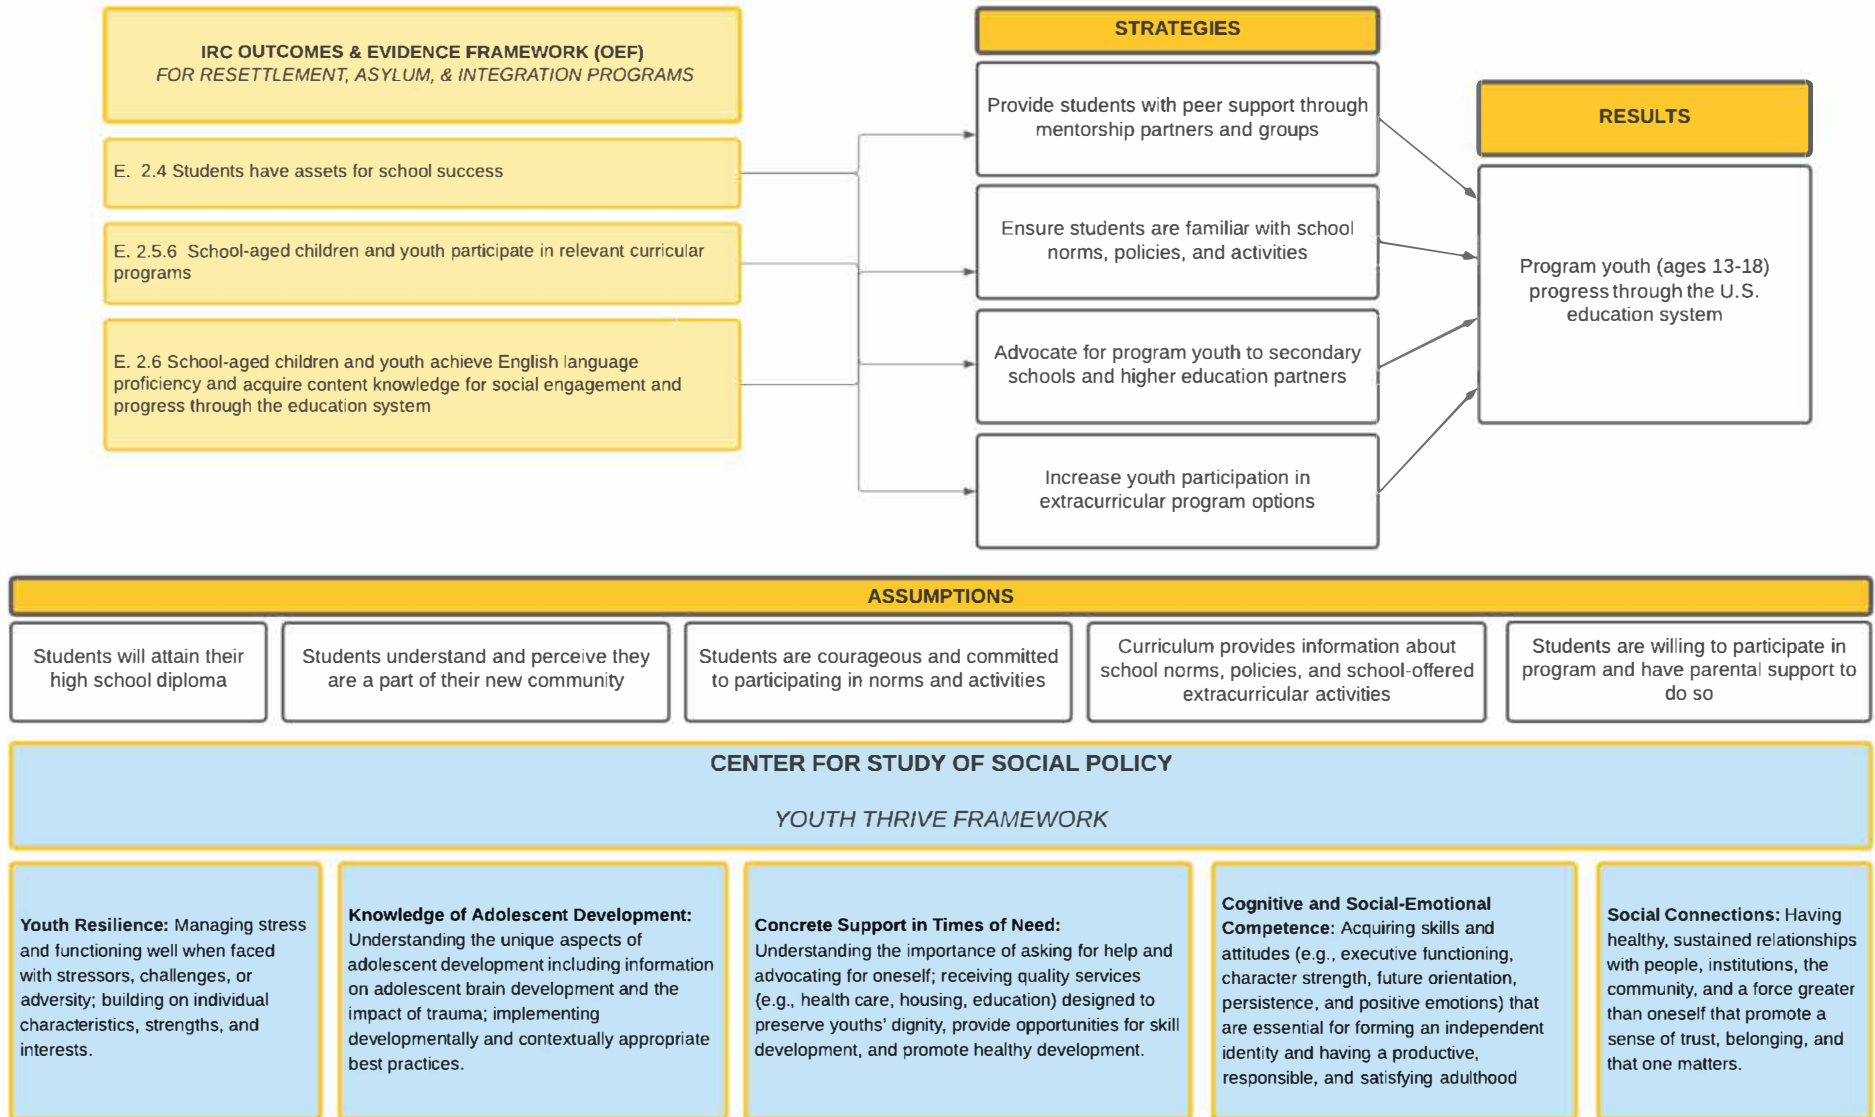 IRC OUTCOMES & EVIDENCE FRAMEWORK (OEF)
FOR RESETTLEMENT, ASYLUM, & INTEGRATION PROGRAMS
E. 2.4 Students have assets for school success
E. 2.5.6 School-aged children and youth participate in relevant curricular
programs
E. 2.6 School-aged children and youth achieve English language
proficiency and acquire content knowledge for social engagement and
progress through the education system
STRATEGIES
Provide students with peer support through
mentorship partners and groups
Ensure students are familiar with school
norms, policies, and activities
Advocate for program youth to secondary
schools and higher education partners
Increase youth participation in
extracurricular program options
RESULTS
Program youth (ages 13-18)
progress through the U.S.
education system
ASSUMPTIONS
Students will attain their
high school diploma
Students understand and perceive they
are a part of their new community
Students are courageous and committed
to participating in norms and activities
Curriculum provides information about
school norms, policies, and school-offered
extracurricular activities
Students are willing to participate in
program and have parental support to
do so
CENTER FOR STUDY OF SOCIAL POLICY
YOUTH THRIVE FRAMEWORK
Youth Resilience: Managing stress
and functioning well when faced
with stressors, challenges, or
adversity; building on individual
characteristics, strengths, and
interests.
Knowledge of Adolescent Development:
Understanding the unique aspects of
adolescent development including information
on adolescent brain development and the
impact of trauma; implementing
developmentally and contextually appropriate
best practices.
Concrete Support in Times of Need:
Understanding the importance of asking for help and
advocating for oneself; receiving quality services
(e.g., health care, housing, education) designed to
preserve youths' dignity, provide opportunities for skill
development, and promote healthy development.
Cognitive and Social-Emotional
Competence: Acquiring skills and
attitudes (e.g., executive functioning,
character strength, future orientation,
persistence, and positive emotions) that
are essential for forming an independent
identity and having a productive,
responsible, and satisfying adulthood
Social Connections: Having
healthy, sustained relationships
with people, institutions, the
community, and a force greater
than oneself that promote a
sense of trust, belonging, and
that one matters.